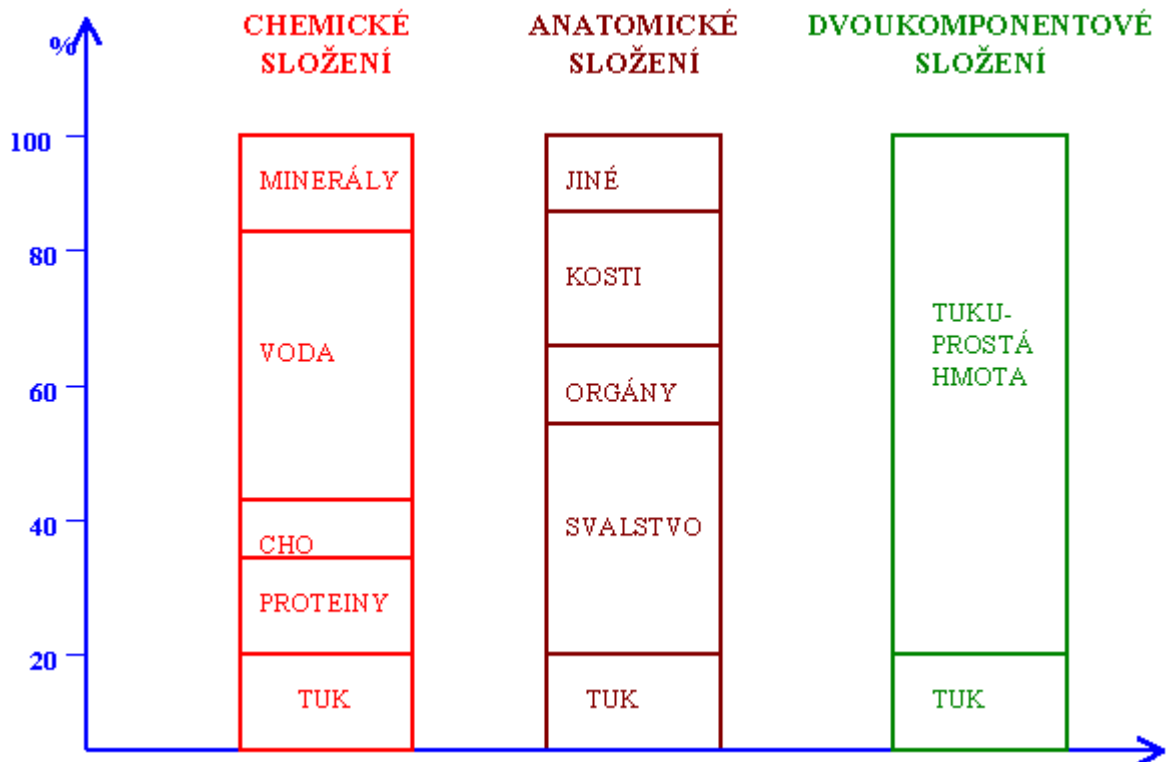 %
100
80
60
40
20
CHEMICKÉ
SLOŽENÍ
MINERÁLY
VODA
CHO
PROTEINY
TUK
ANATOMICKÉ
SLOŽENÍ
JINÉ
KOSTI
ORGÁNY
SVALSTVO
TUK
DVOUKOMPONENTOVÉ
SLOŽENÍ
TUKU-
PROSTÁ
HMOTA
TUK